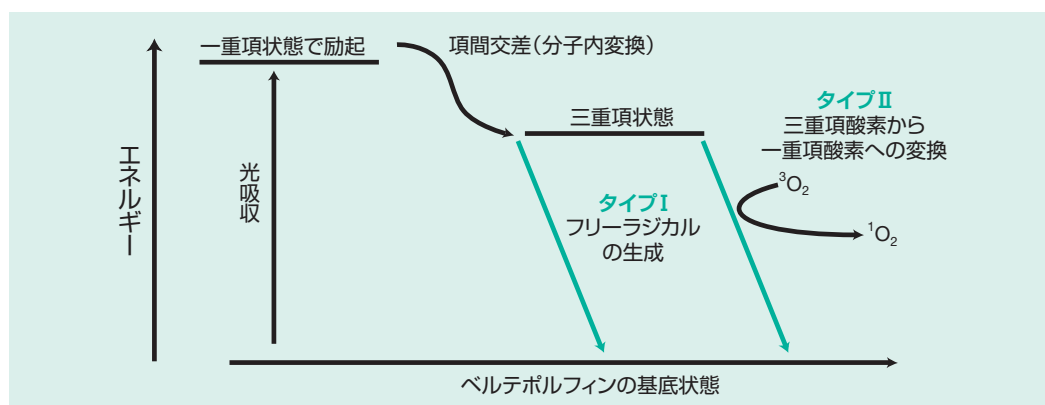 一重項状態で励起
項間交差（分子内変換）
エネルギー
光吸収
三重項状態
タイプⅠ
フリーラジカル
の生成
タイプⅡ
三重項酸素から
一重項酸素への変換
³O₂
¹O₂
ベルテポルフィンの基底状態